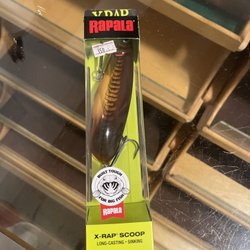 X-RAP
RAPALA
BUILT TOUGH
FOR BIG FISH
RAPALA
X-RAP® SCOOP
LONG-CASTING • SINKING